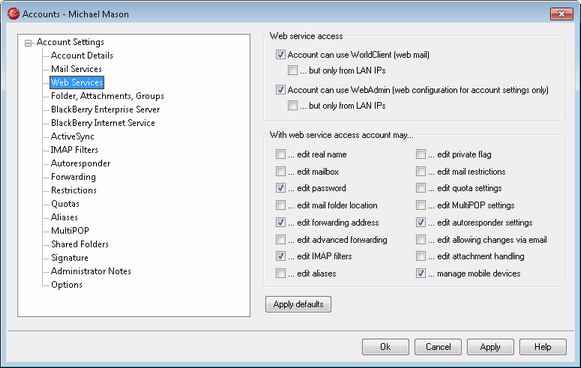 Accounts - Michael Mason
Account Settings
Account Details
Mail Services
Web Services
Folder, Attachments, Groups
BlackBerry Enterprise Server
BlackBerry Internet Service
ActiveSync
IMAP Filters
Autoresponder
Forwarding
Restrictions
Quotas
Aliases
MultiPOP
Shared Folders
Signature
Administrator Notes
Options
Web service access
Account can use WorldClient (web mail)
... but only from LAN IPs
Account can use WebAdmin (web configuration for account settings only)
... but only from LAN IPs
With web service access account may...
... edit real name
... edit mailbox
... edit password
... edit mail folder location
... edit forwarding address
... edit advanced forwarding
... edit IMAP filters
... edit aliases
... edit private flag
... edit mail restrictions
... edit quota settings
... edit MultiPOP settings
... edit autoresponder settings
... edit allowing changes via email
... edit attachment handling
... manage mobile devices
Apply defaults
Ok
Cancel
Apply
Help